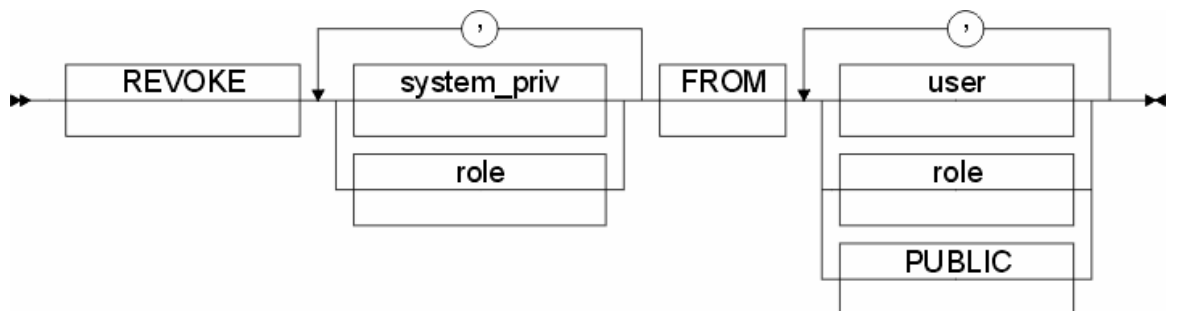 , ,
REVOKE system_priv FROM user
role role
PUBLIC